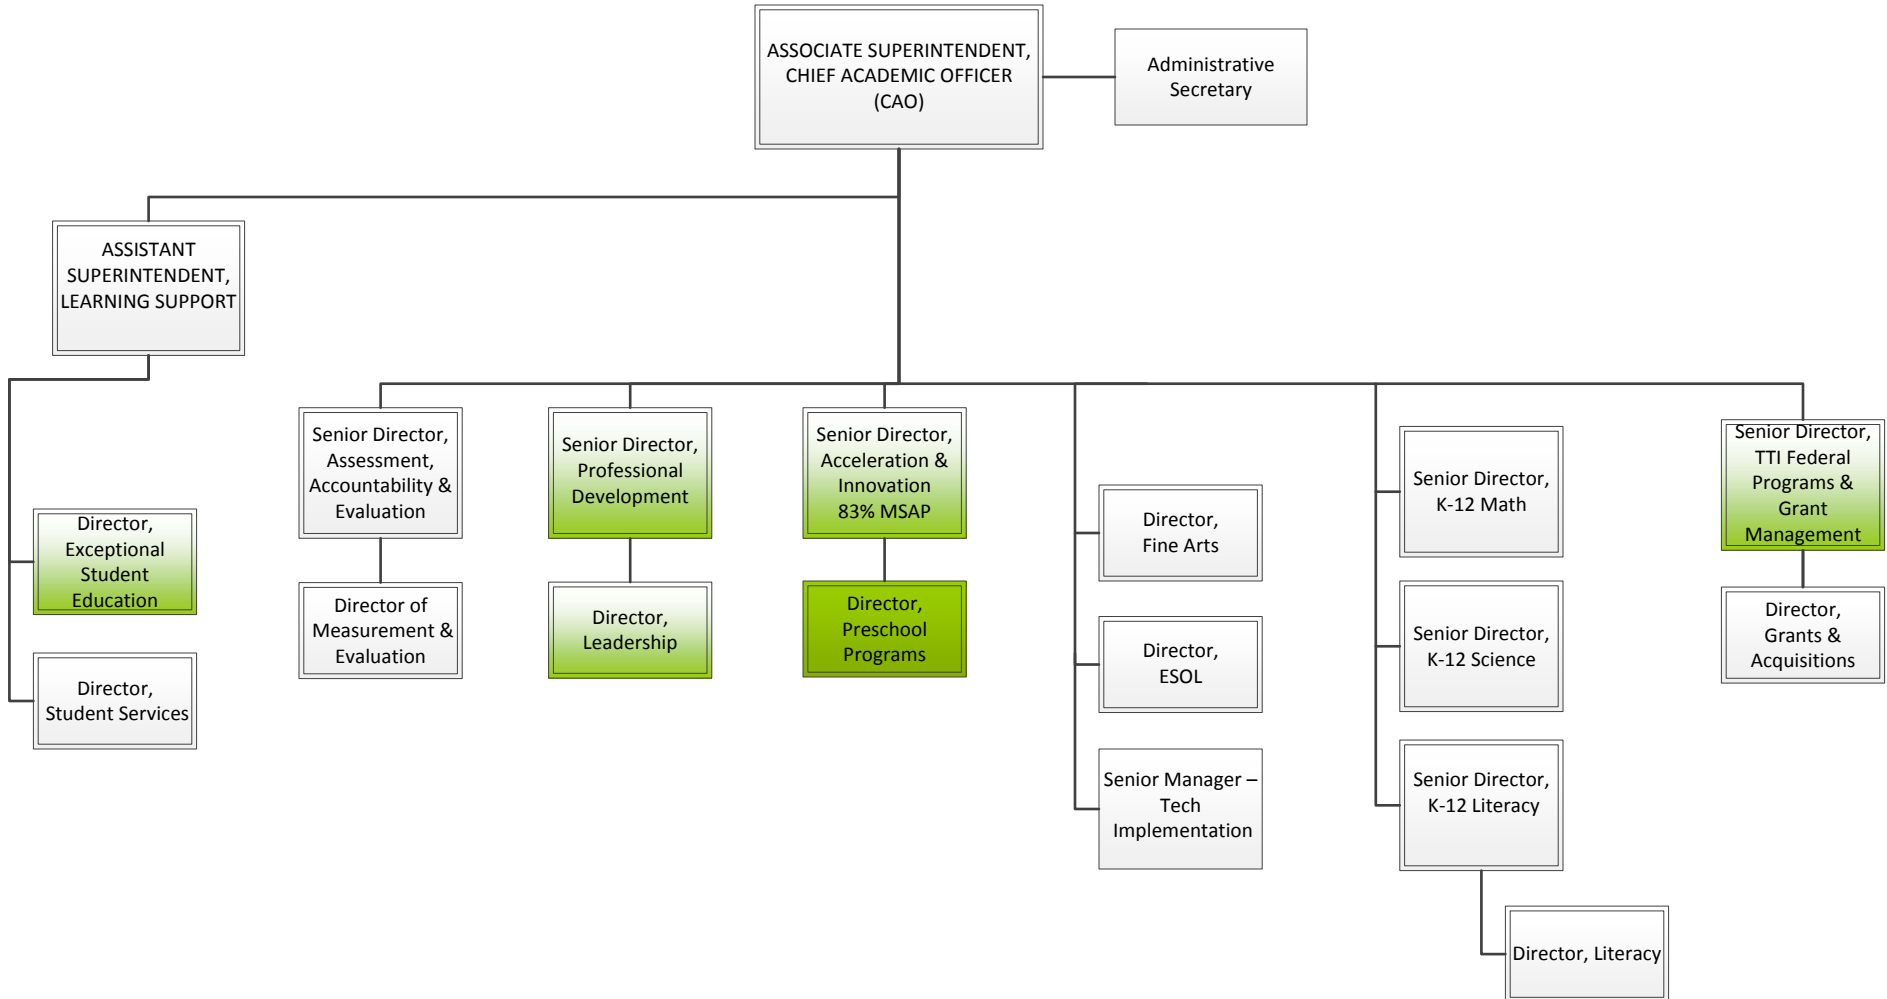 ASSOCIATE SUPERINTENDENT,
CHIEF ACADEMIC OFFICER
(CAO)
Administrative
Secretary
ASSISTANT
SUPERINTENDENT,
LEARNING SUPPORT
Director,
Exceptional
Student
Education
Director,
Student Services
Senior Director,
Assessment,
Accountability &
Evaluation
Director of
Measurement &
Evaluation
Senior Director,
Professional
Development
Director,
Leadership
Senior Director,
Acceleration &
Innovation
83% MSAP
Director,
Preschool
Programs
Director,
Fine Arts
Director,
ESOL
Senior Manager –
Tech
Implementation
Senior Director,
K-12 Math
Senior Director,
K-12 Science
Senior Director,
K-12 Literacy
Director, Literacy
Senior Director,
TTI Federal
Programs &
Grant
Management
Director,
Grants &
Acquisitions